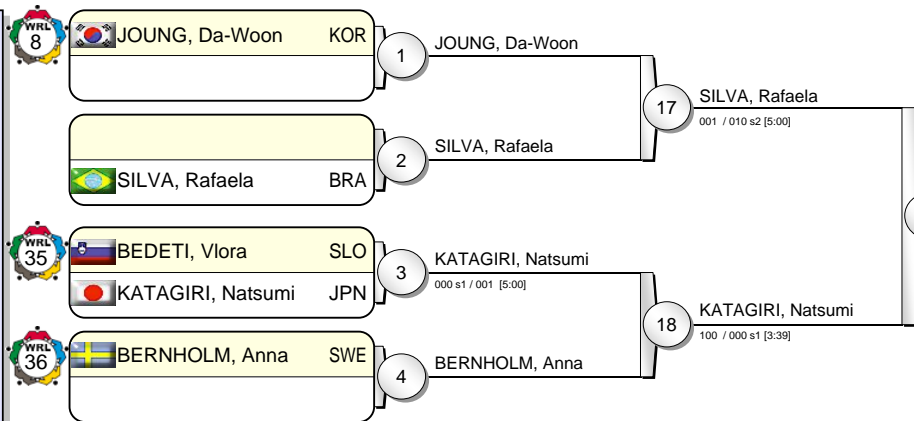 WRL
8
JOUNG, Da-Woon KOR
1
JOUNG, Da-Woon
17
SILVA, Rafaela
001 / 010 s2 [5:00]
SILVA, Rafaela BRA
2
SILVA, Rafaela
WRL
35
BEDETI, Vlora SLO
KATAGIRI, Natsumi JPN
3
KATAGIRI, Natsumi
000 s1 / 001 [5:00]
18
KATAGIRI, Natsumi
100 / 000 s1 [3:39]
WRL
36
BERNHOLM, Anna SWE
4
BERNHOLM, Anna